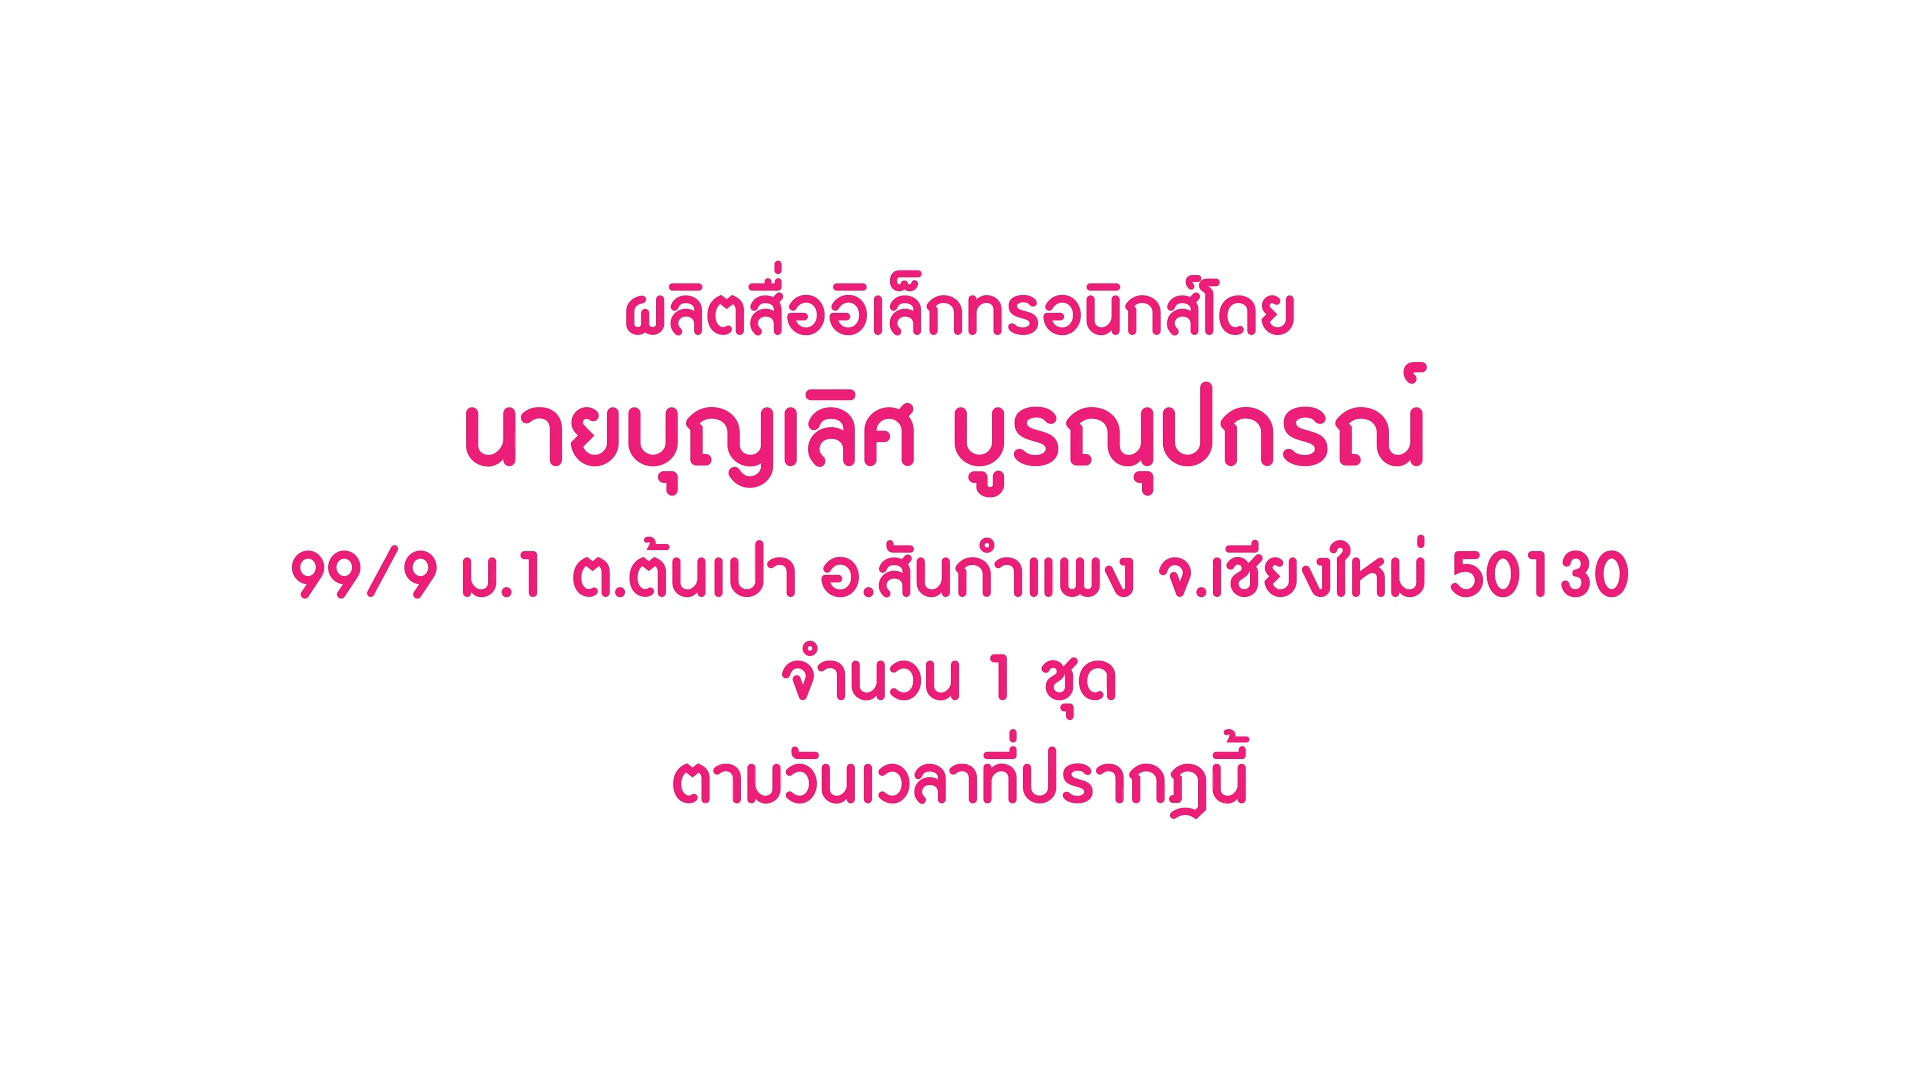 ผลิตสื่ออิเล็กทรอนิกส์โดย
นายบุญเลิศ บูรณุปกรณ์
99/9 ม.1 ต.ต้นเปา อ.สันกำแพง จ.เชียงใหม่ 50130
จำนวน 1 ชุด
ตามวันเวลาที่ปรากฎนี้